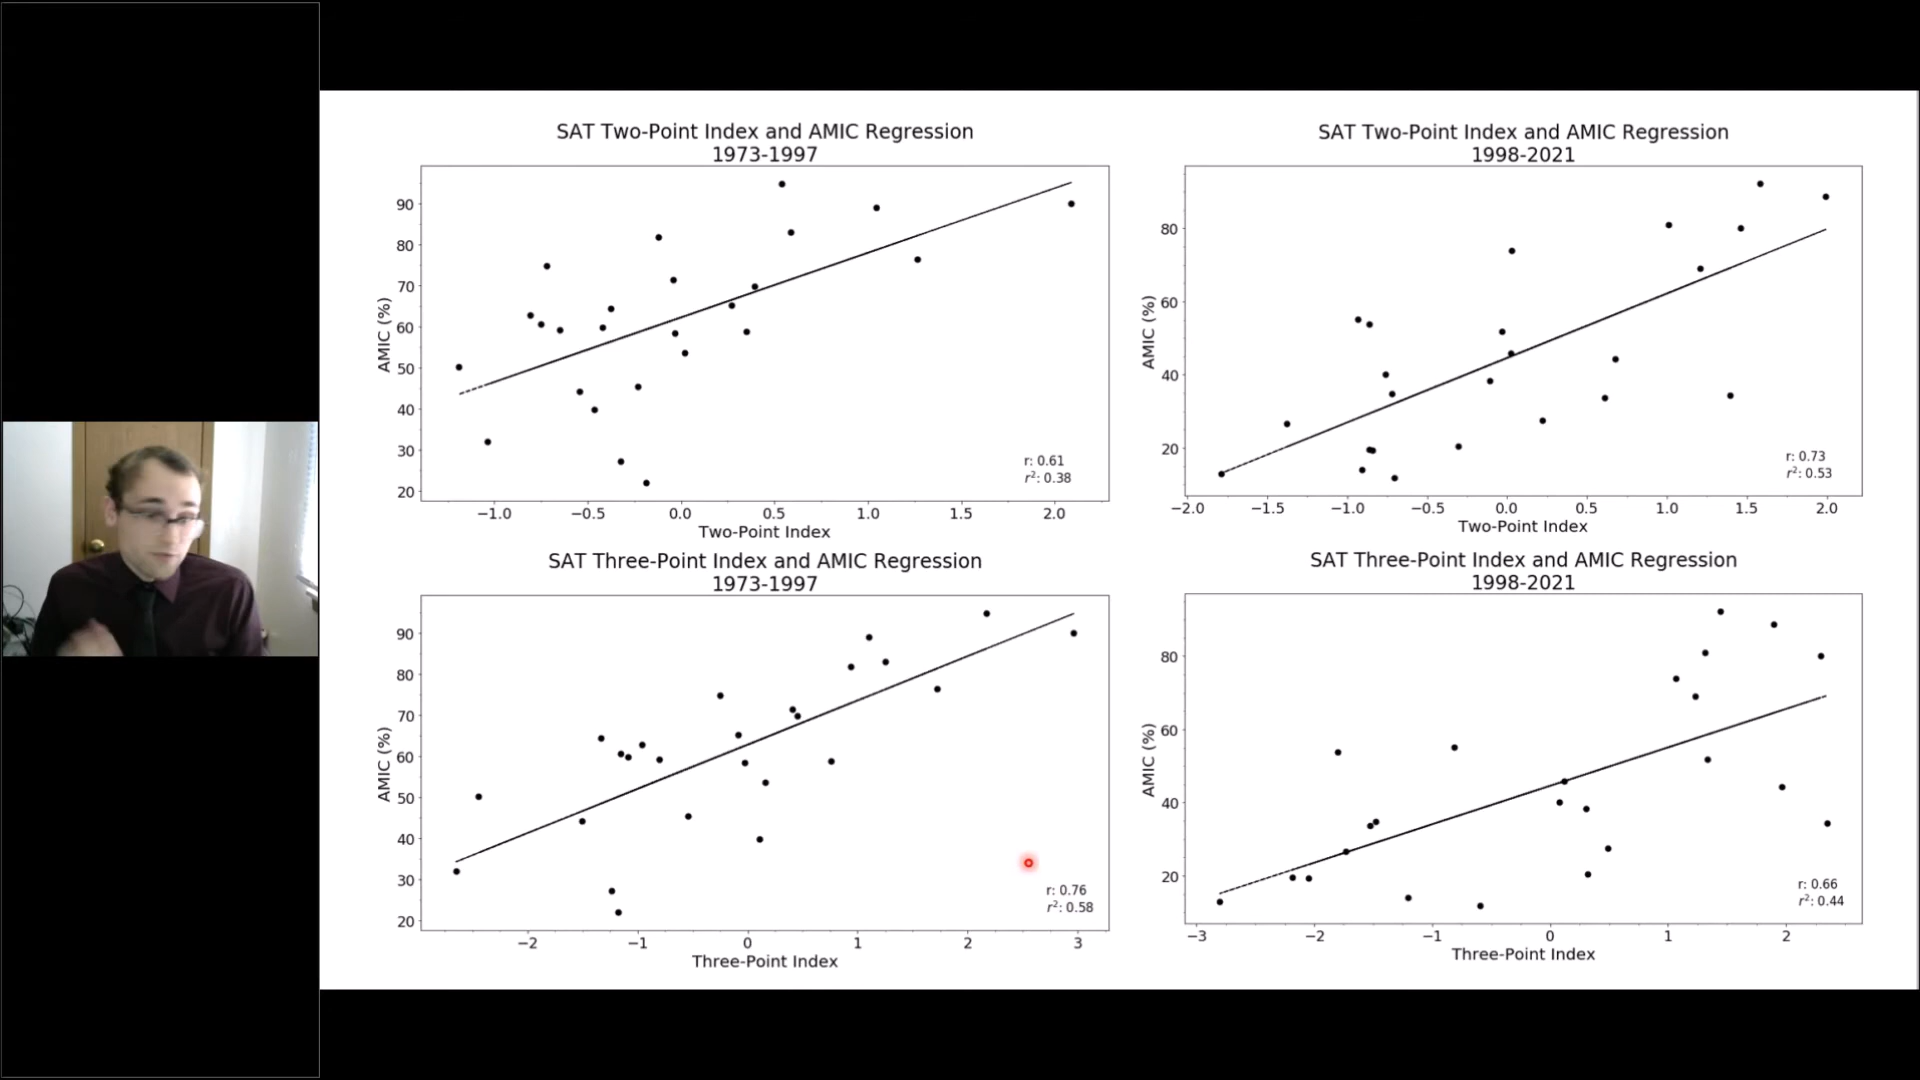 SAT Two-Point Index and AMIC Regression
1973-1997
AMIC (%)
90
80
70
60
50
40
30
20
r: 0.61
r²: 0.38
−1.0 −0.5 0.0 0.5 1.0 1.5 2.0
Two-Point Index
SAT Two-Point Index and AMIC Regression
1998-2021
AMIC (%)
80
60
40
20
r: 0.73
r²: 0.53
−2.0 −1.5 −1.0 −0.5 0.0 0.5 1.0 1.5 2.0
Two-Point Index
SAT Three-Point Index and AMIC Regression
1973-1997
AMIC (%)
90
80
70
60
50
40
30
20
r: 0.76
r²: 0.58
−2 −1 0 1 2 3
Three-Point Index
SAT Three-Point Index and AMIC Regression
1998-2021
AMIC (%)
80
60
40
20
r: 0.66
r²: 0.44
−3 −2 −1 0 1 2
Three-Point Index